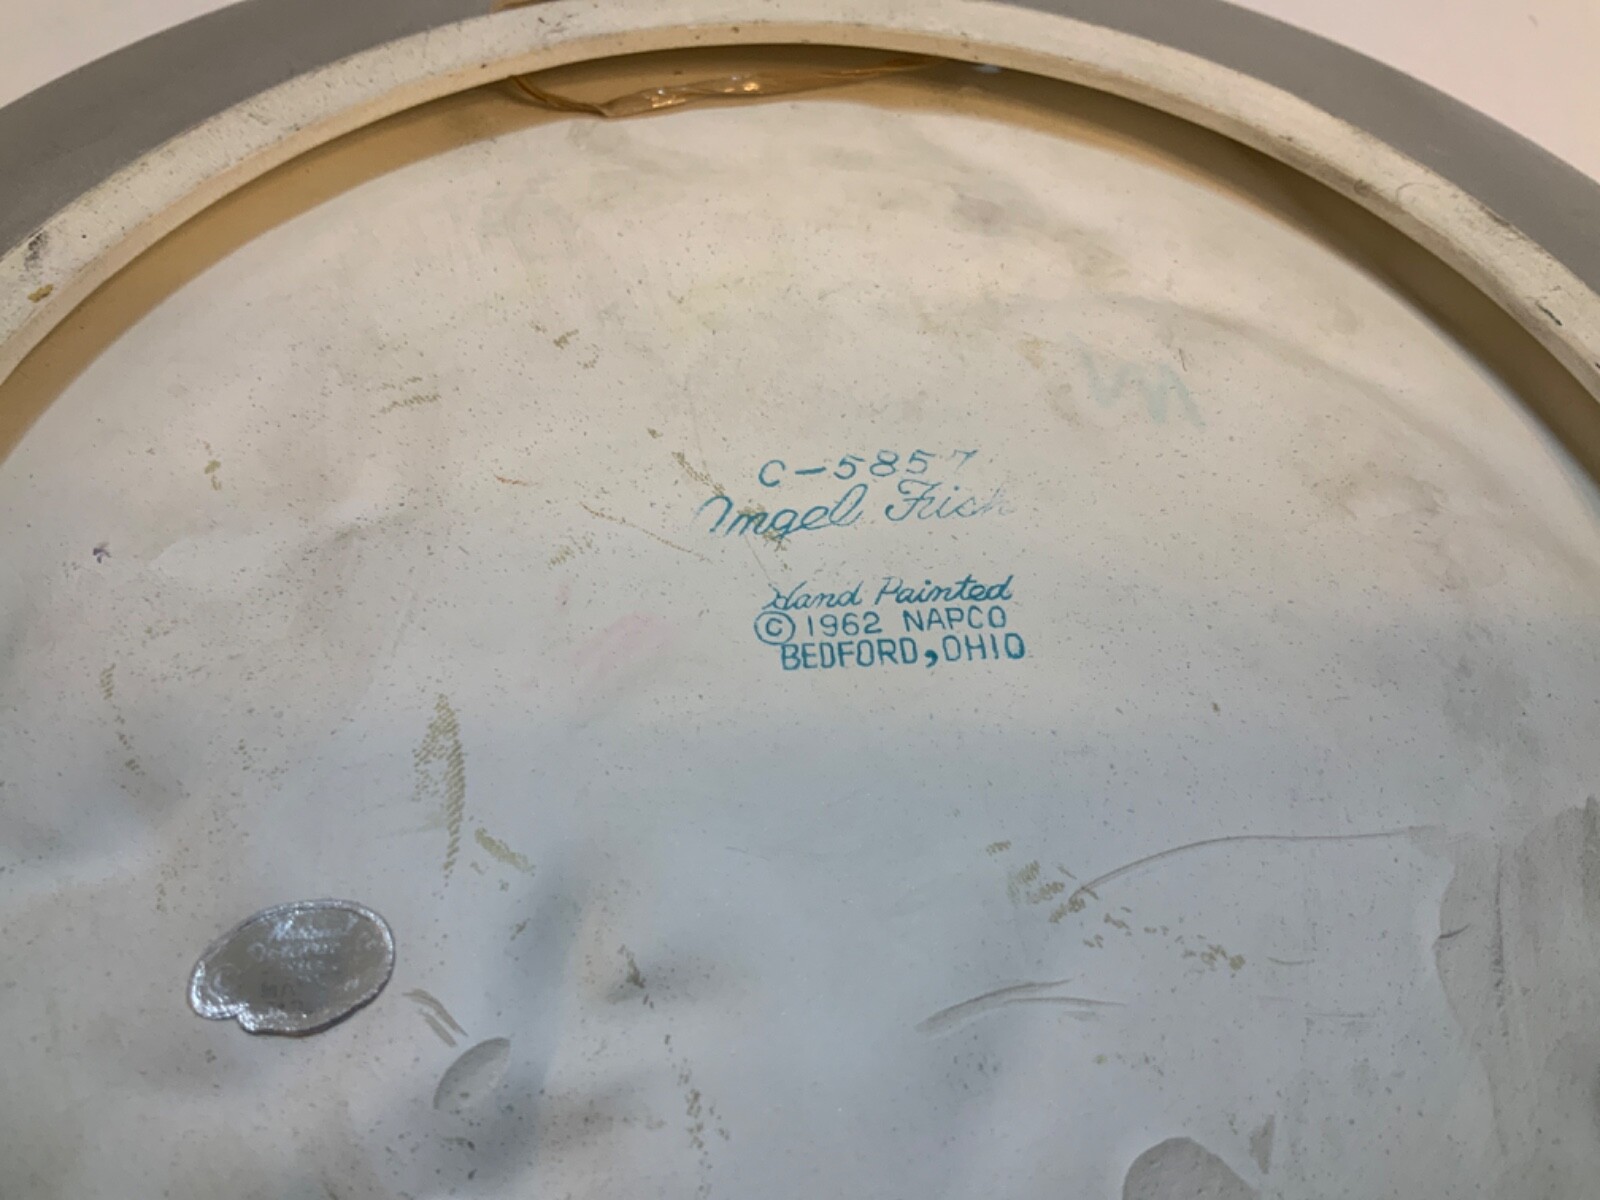 C-5857
Angel Fish
Hand Painted
© 1962 NAPCO
BEDFORD, OHIO